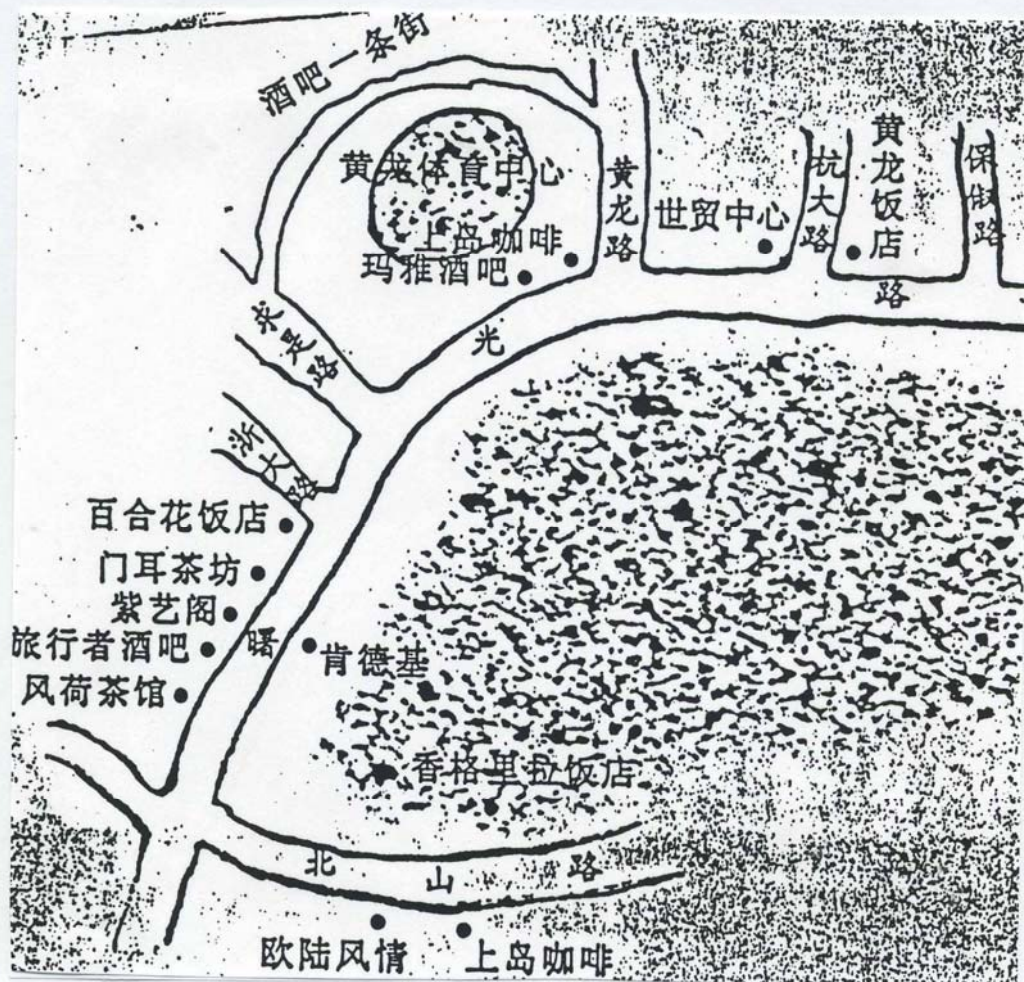 酒吧一条街
黄龙体育中心
上岛咖啡
玛雅酒吧
黄龙路
世贸中心
杭大路
黄龙饭店
保俶路
求是路
浙大路
曙光路
百合花饭店
门耳茶坊
紫艺阁
旅行者酒吧
风荷茶馆
肯德基
香格里拉饭店
北山路
欧陆风情
上岛咖啡